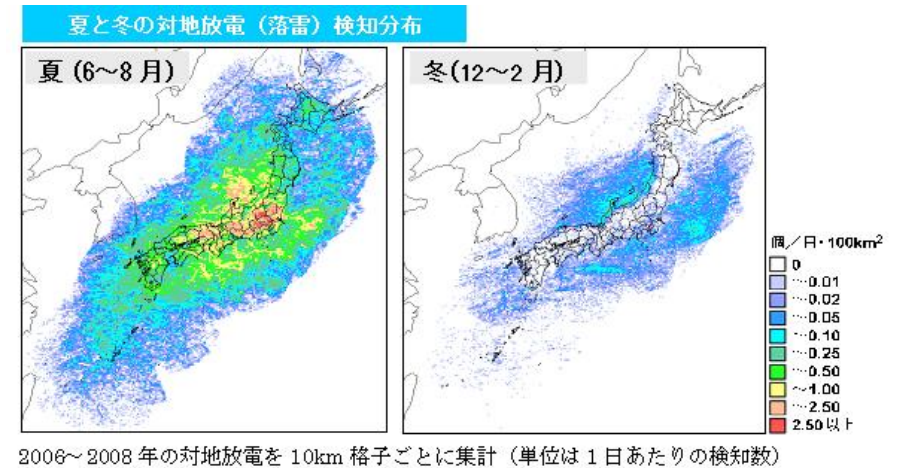 夏と冬の対地放電（落雷）検知分布
夏（6～8月）
冬(12～2月)
個／日・100km²
0
～0.01
～0.02
～0.05
～0.10
～0.25
～0.50
～1.00
～2.50
2.50以上
2006～2008年の対地放電を10km格子ごとに集計（単位は1日あたりの検知数）